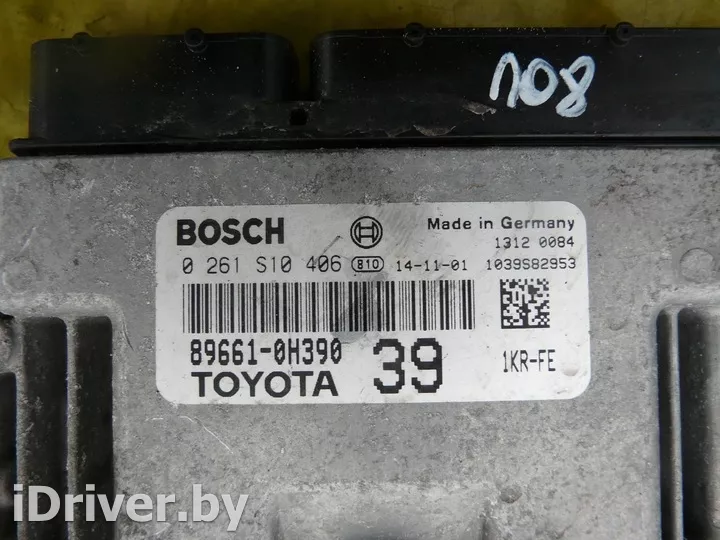 108
BOSCH
Made in Germany
1312 0084
0 261 S10 406 B10 14-11-01 1039S82953
89661-0H390
TOYOTA 39 1KR-FE
iDriver.by